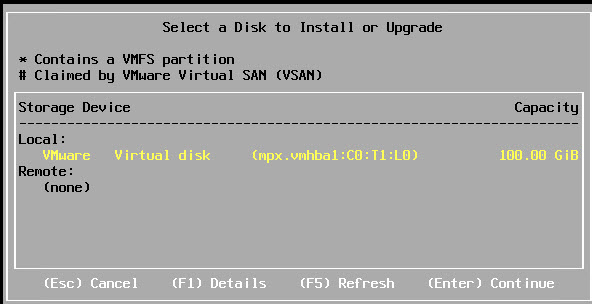 Select a Disk to Install or Upgrade
* Contains a VMFS partition
# Claimed by VMware Virtual SAN (VSAN)
Storage Device Capacity
Local:
VMware Virtual disk (mpx.vmhba1:C0:T1:L0) 100.00 GiB
Remote:
(none)
(Esc) Cancel (F1) Details (F5) Refresh (Enter) Continue